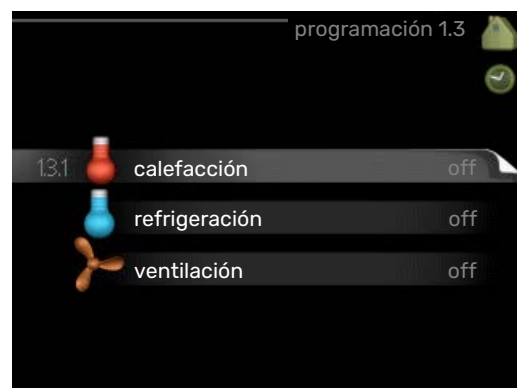 programación 1.3
1.3.1 calefacción off
refrigeración off
ventilación off